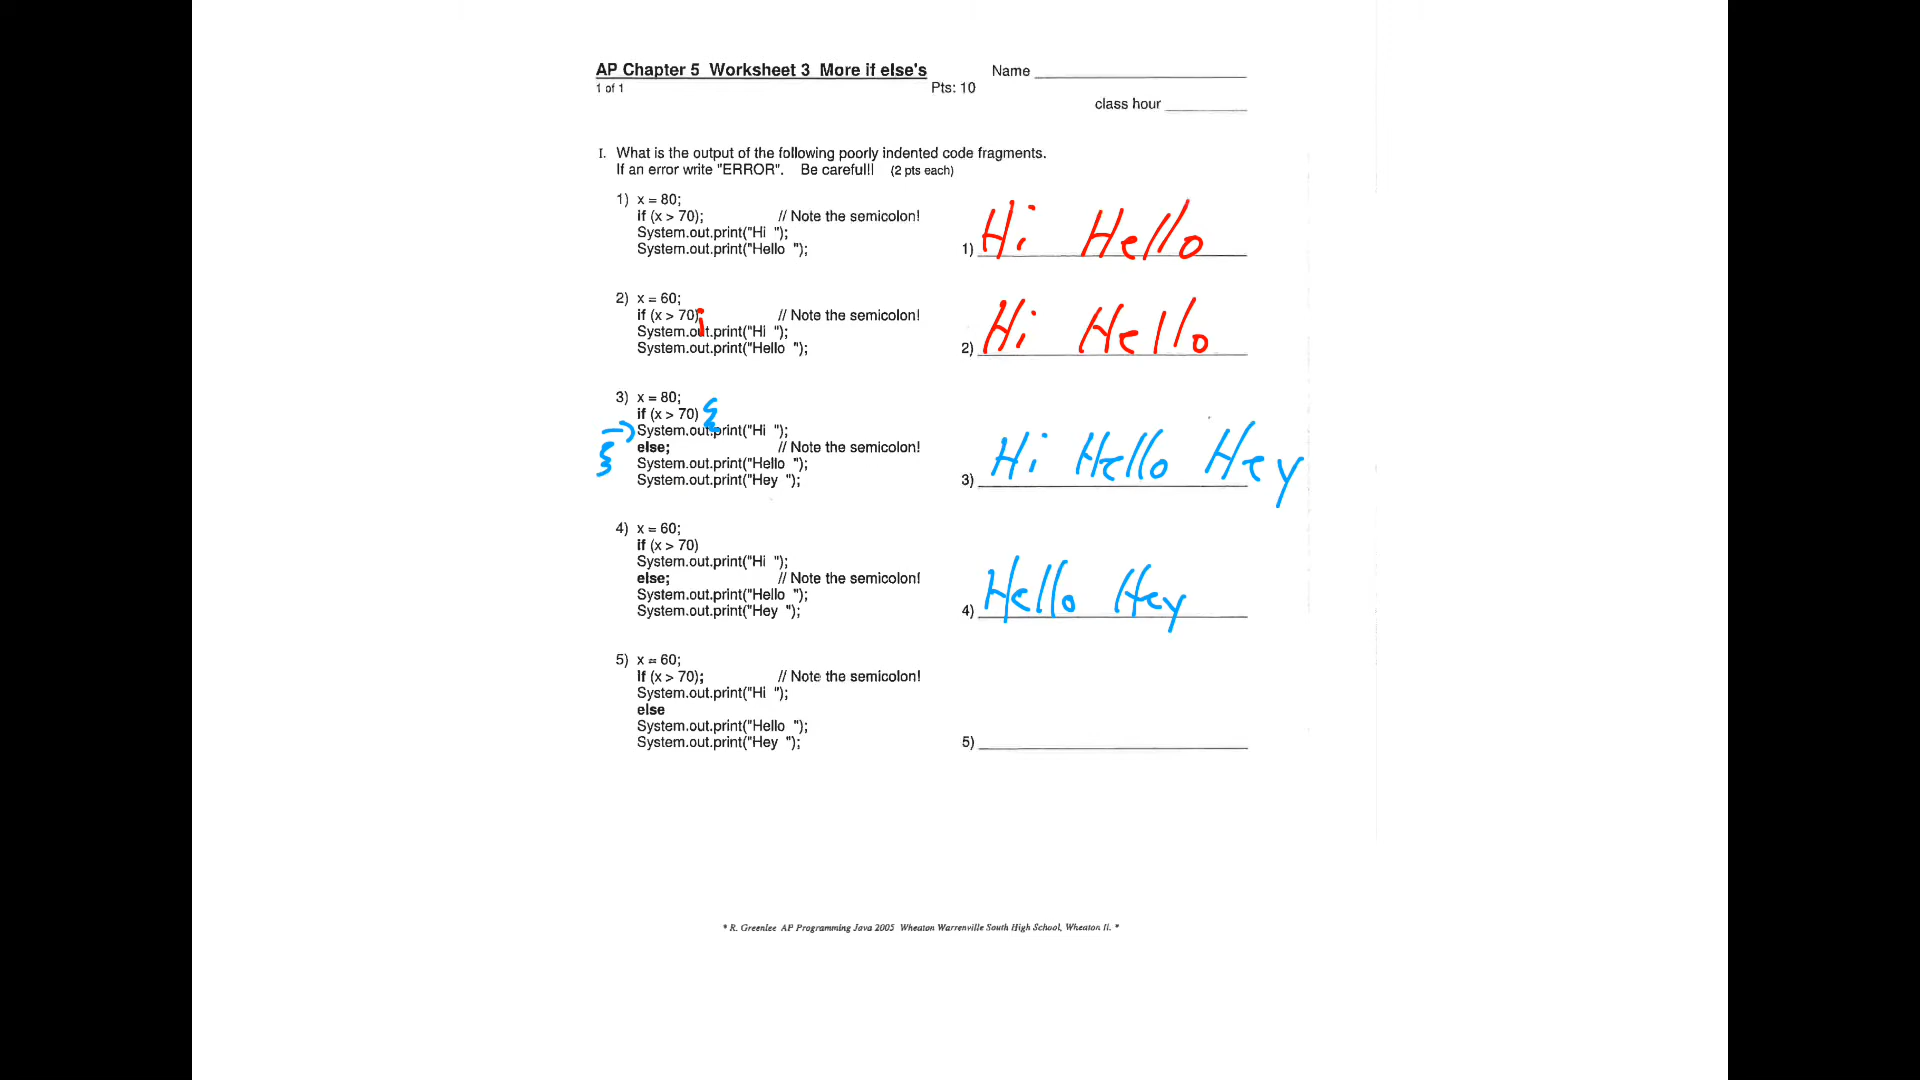 AP Chapter 5 Worksheet 3 More if else's Name
1 of 1 Pts: 10
class hour
I. What is the output of the following poorly indented code fragments.
If an error write "ERROR". Be careful!! (2 pts each)
1) x = 80;
if (x > 70); // Note the semicolon!
System.out.print("Hi ");
System.out.print("Hello ");
1) Hi Hello
2) x = 60;
if (x > 70); // Note the semicolon!
System.out.print("Hi ");
System.out.print("Hello ");
2) Hi Hello
3) x = 80;
if (x > 70) {
System.out.print("Hi ");
}
else; // Note the semicolon!
System.out.print("Hello ");
System.out.print("Hey ");
3) Hi Hello Hey
4) x = 60;
if (x > 70)
System.out.print("Hi ");
else; // Note the semicolon!
System.out.print("Hello ");
System.out.print("Hey ");
4) Hello Hey
5) x = 60;
If (x > 70); // Note the semicolon!
System.out.print("Hi ");
else
System.out.print("Hello ");
System.out.print("Hey ");
5)
* R. Greenlee AP Programming Java 2005 Wheaton Warrenville South High School, Wheaton Il. *